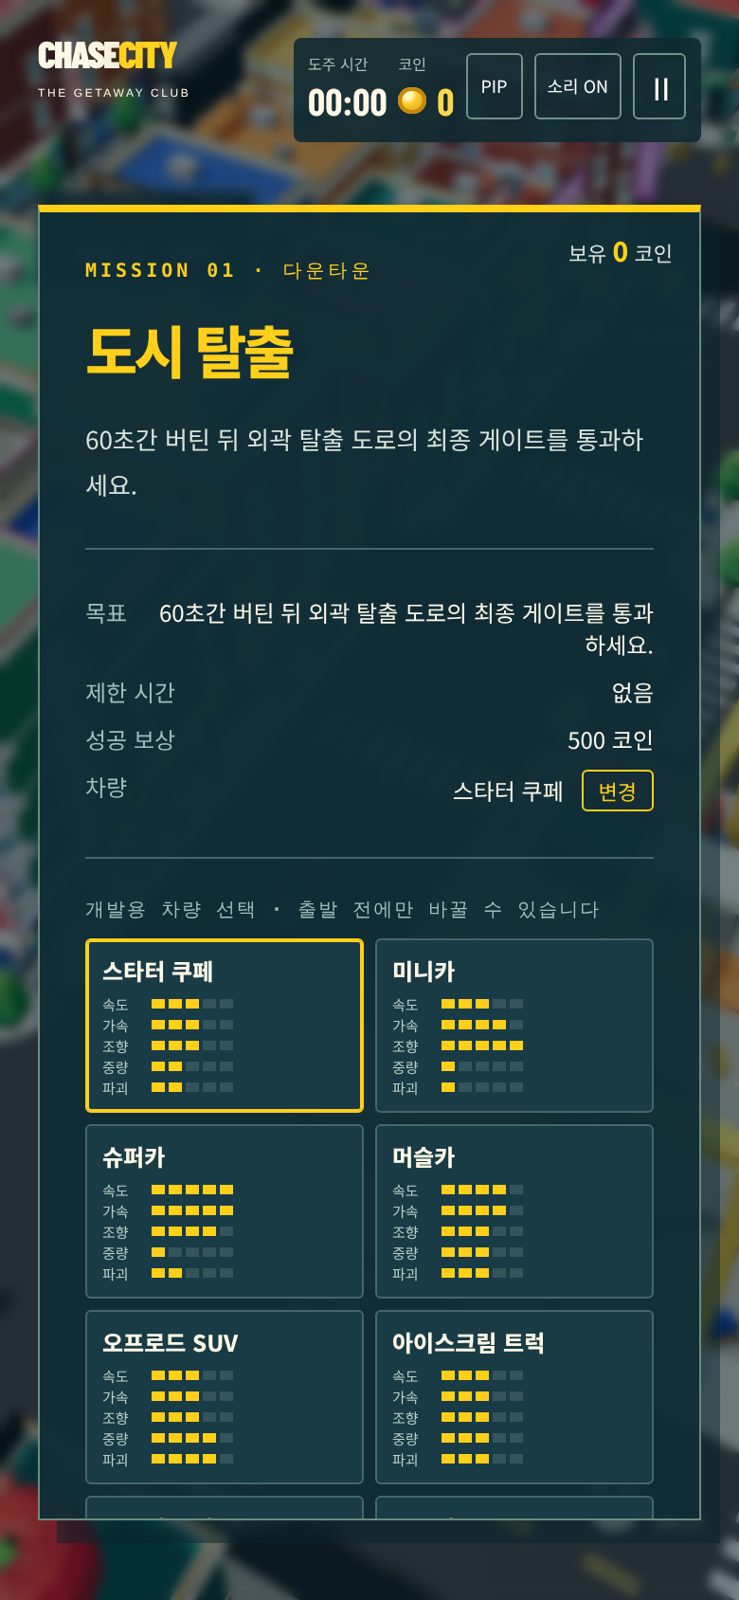 CHASECITY
THE GETAWAY CLUB
도주 시간
00:00
코인
0
PIP
소리 ON
보유 0 코인
MISSION 01 · 다운타운
도시 탈출
60초간 버틴 뒤 외곽 탈출 도로의 최종 게이트를 통과하
세요.
목표 60초간 버틴 뒤 외곽 탈출 도로의 최종 게이트를 통과
하세요.
제한 시간 없음
성공 보상 500 코인
차량 스타터 쿠페 변경
개발용 차량 선택 · 출발 전에만 바꿀 수 있습니다
스타터 쿠페
속도
가속
조향
중량
파괴
미니카
속도
가속
조향
중량
파괴
슈퍼카
속도
가속
조향
중량
파괴
머슬카
속도
가속
조향
중량
파괴
오프로드 SUV
속도
가속
조향
중량
파괴
아이스크림 트럭
속도
가속
조향
중량
파괴